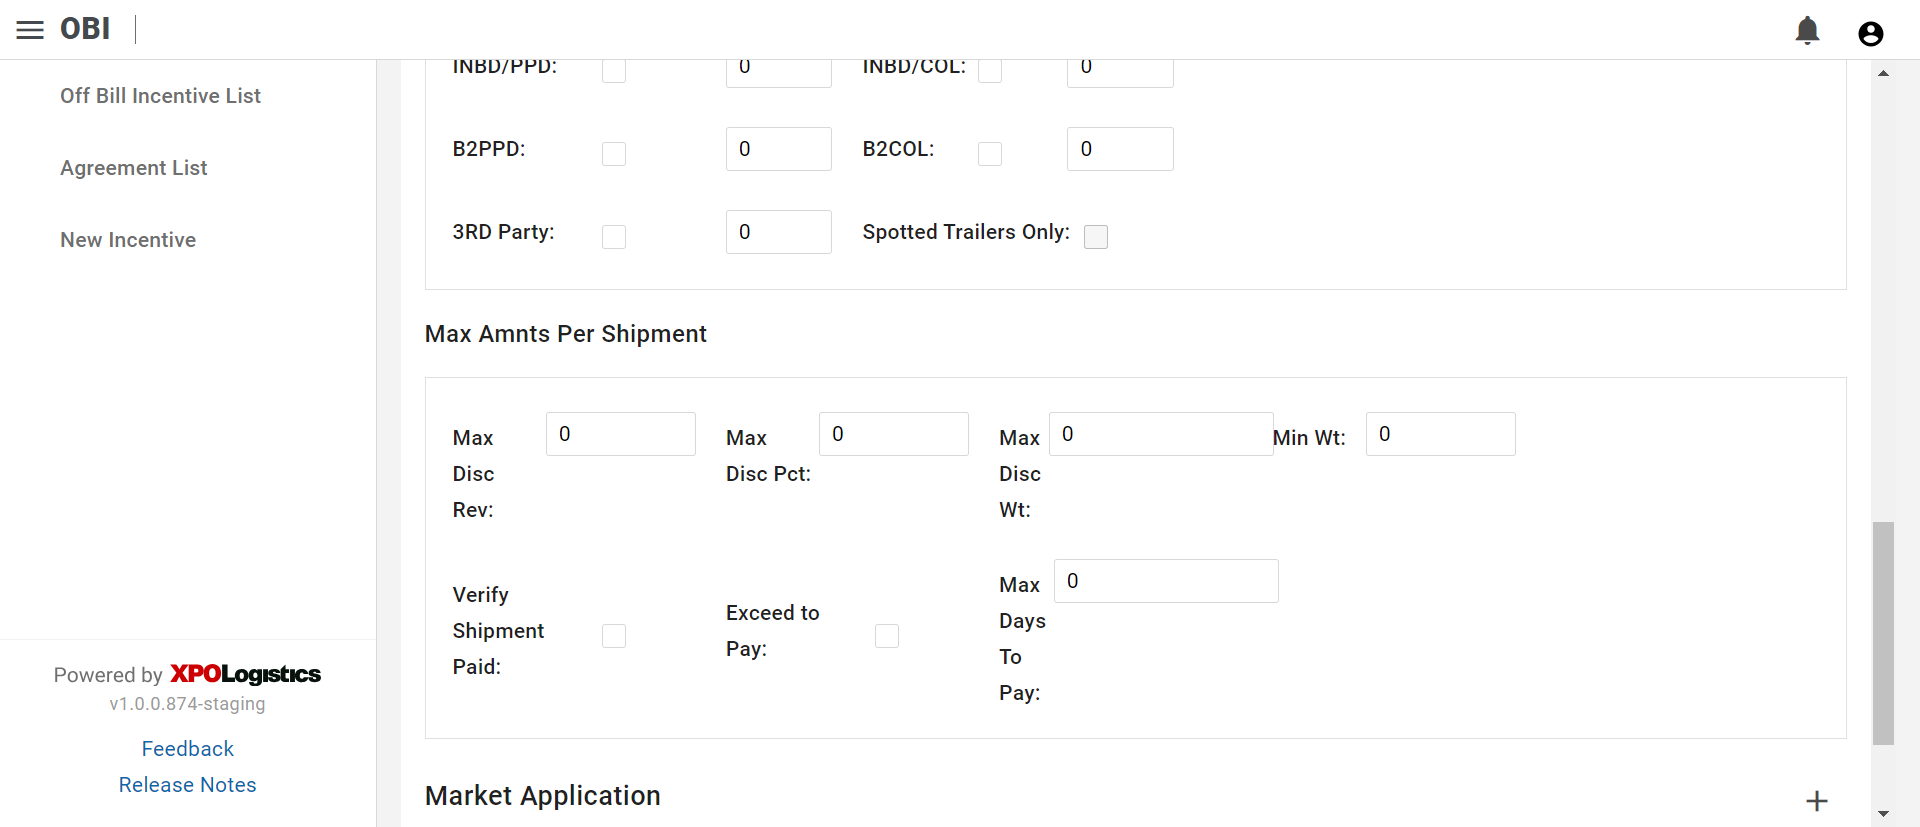 OBI
Off Bill Incentive List
Agreement List
New Incentive
Powered by XPOLogistics
v1.0.0.874-staging
Feedback
Release Notes
INBD/PPD: 0 INBD/COL: 0
B2PPD: 0 B2COL: 0
3RD Party: 0 Spotted Trailers Only:
Max Amnts Per Shipment
Max Disc Rev: 0
Max Disc Pct: 0
Max Disc Wt: 0
Min Wt: 0
Verify Shipment Paid:
Exceed to Pay:
Max Days To Pay: 0
Market Application